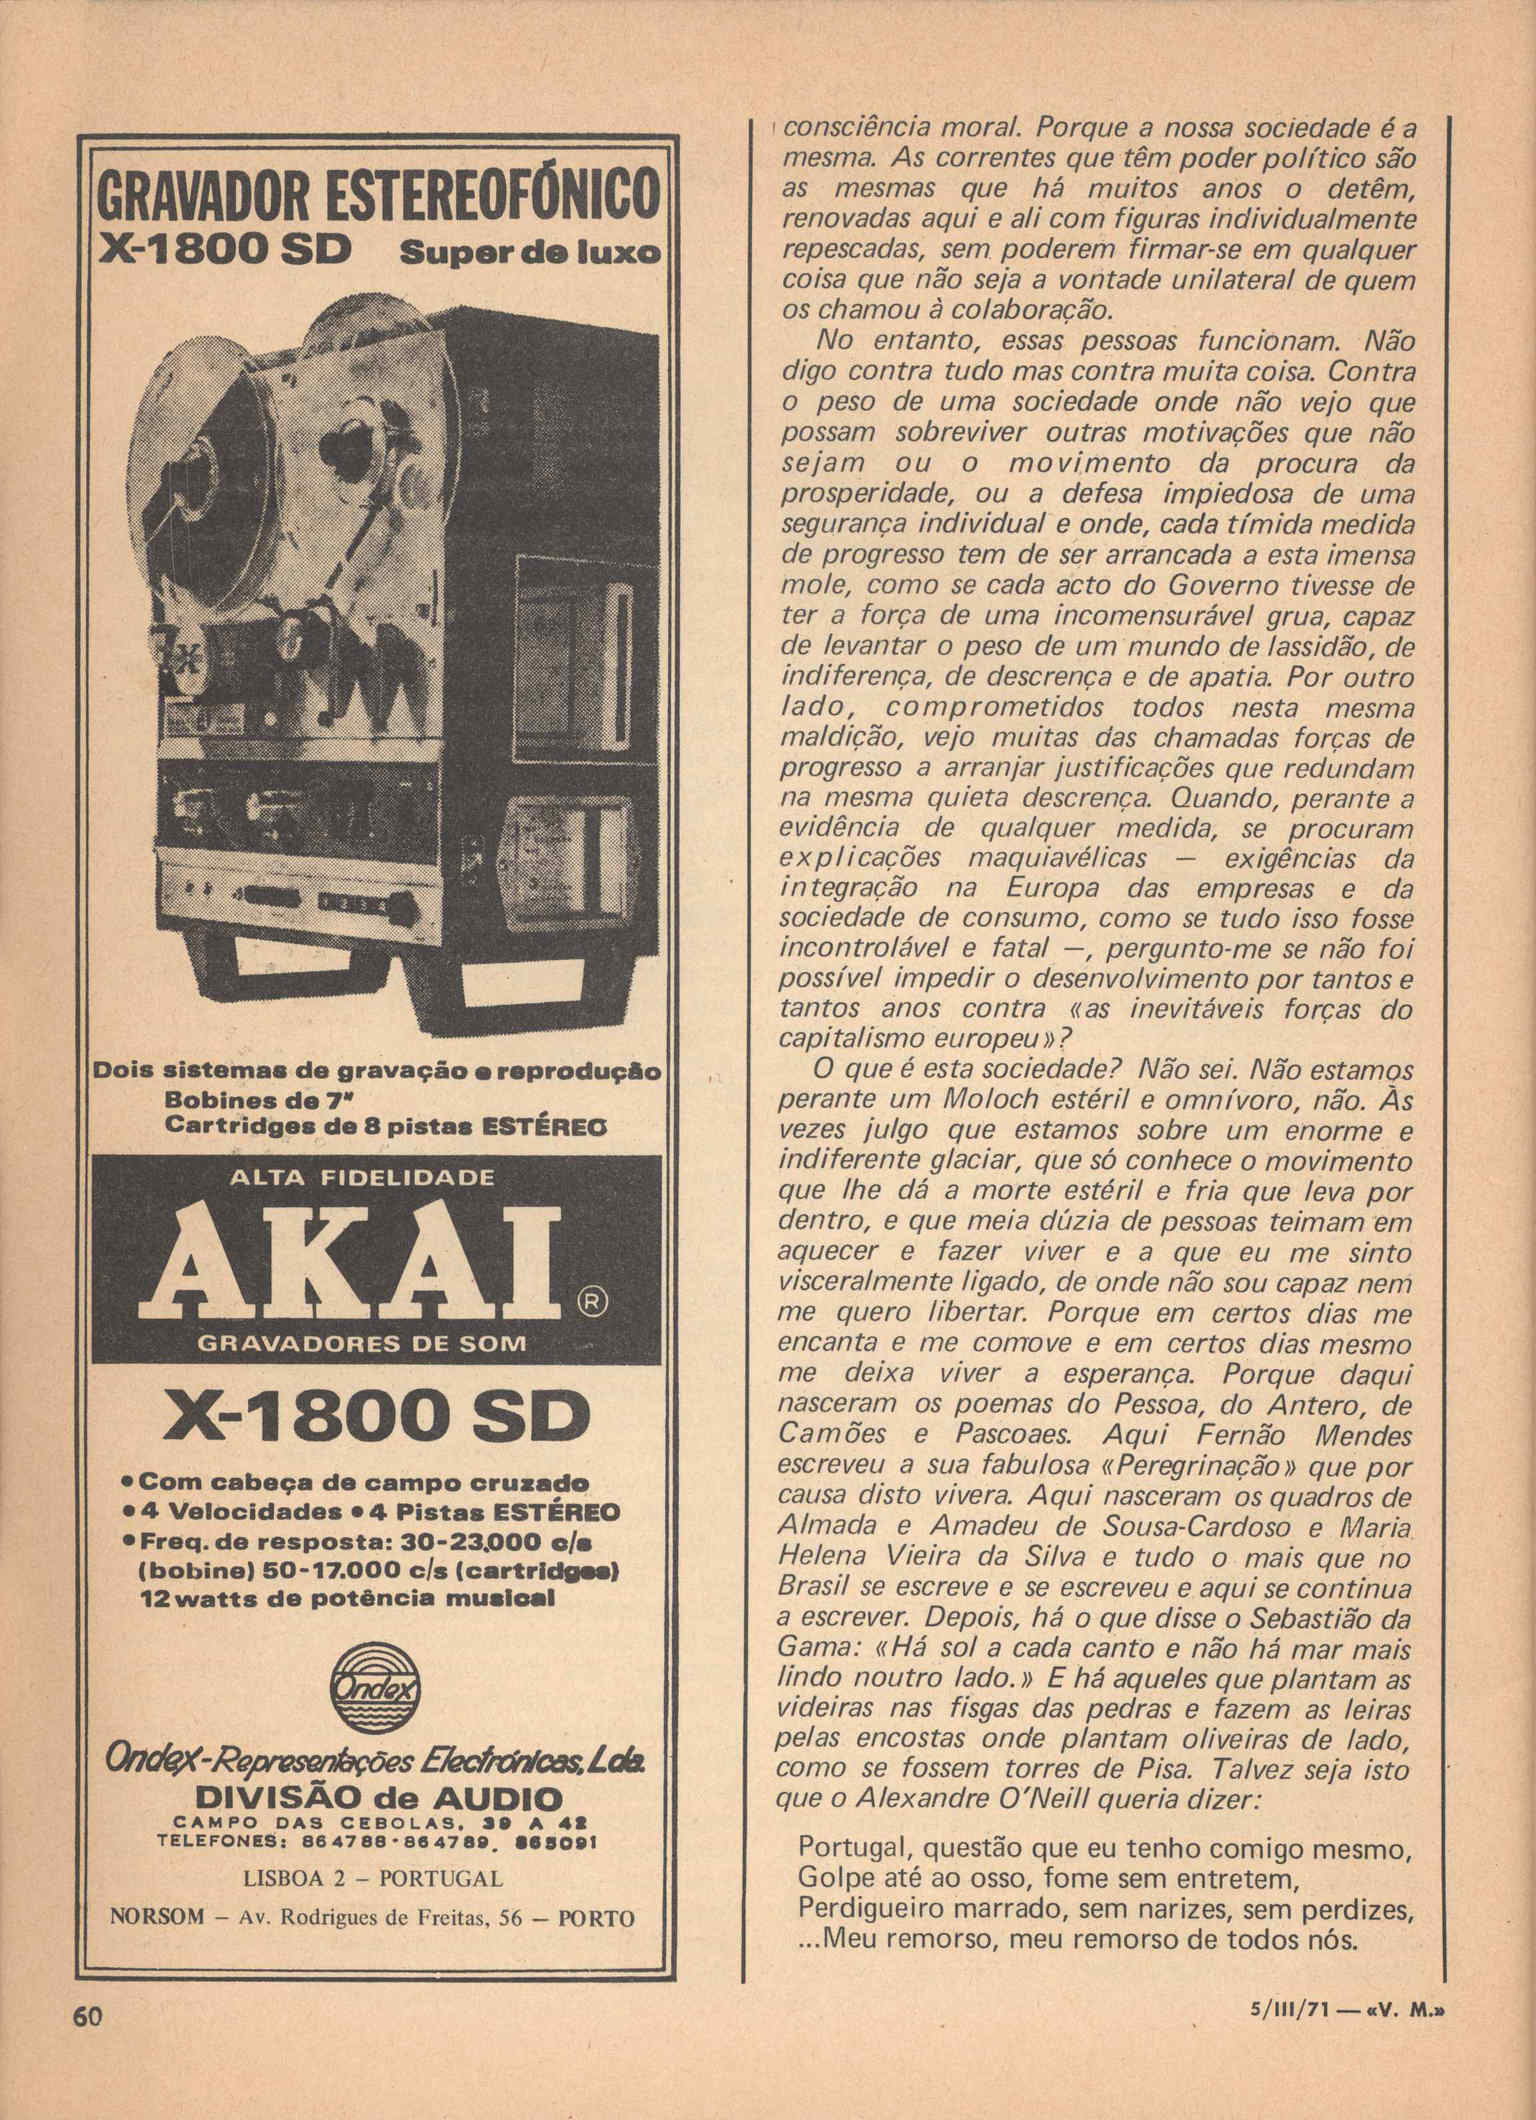 GRAVADOR ESTEREOFÓNICO
X-1800 SD Super de luxo
Dois sistemas de gravação e reprodução
Bobines de 7"
Cartridges de 8 pistas ESTÉREO
ALTA FIDELIDADE
AKAI ®
GRAVADORES DE SOM
X-1800 SD
• Com cabeça de campo cruzado
• 4 Velocidades • 4 Pistas ESTÉREO
• Freq. de resposta: 30-23.000 c/s
(bobine) 50-17.000 c/s (cartridges)
12 watts de potência musical
Ondex
Ondex-Representações Electrónicas, Lda.
DIVISÃO de AUDIO
CAMPO DAS CEBOLAS, 39 A 42
TELEFONES: 864788-864789, 865091
LISBOA 2 – PORTUGAL
NORSOM – Av. Rodrigues de Freitas, 56 – PORTO
consciência moral. Porque a nossa sociedade é a
mesma. As correntes que têm poder político são
as mesmas que há muitos anos o detêm,
renovadas aqui e ali com figuras individualmente
repescadas, sem poderem firmar-se em qualquer
coisa que não seja a vontade unilateral de quem
os chamou à colaboração.
No entanto, essas pessoas funcionam. Não
digo contra tudo mas contra muita coisa. Contra
o peso de uma sociedade onde não vejo que
possam sobreviver outras motivações que não
sejam ou o movimento da procura da
prosperidade, ou a defesa impiedosa de uma
segurança individual e onde, cada tímida medida
de progresso tem de ser arrancada a esta imensa
mole, como se cada acto do Governo tivesse de
ter a força de uma incomensurável grua, capaz
de levantar o peso de um mundo de lassidão, de
indiferença, de descrença e de apatia. Por outro
lado, comprometidos todos nesta mesma
maldição, vejo muitas das chamadas forças de
progresso a arranjar justificações que redundam
na mesma quieta descrença. Quando, perante a
evidência de qualquer medida, se procuram
explicações maquiavélicas — exigências da
integração na Europa das empresas e da
sociedade de consumo, como se tudo isso fosse
incontrolável e fatal —, pergunto-me se não foi
possível impedir o desenvolvimento por tantos e
tantos anos contra «as inevitáveis forças do
capitalismo europeu»?
O que é esta sociedade? Não sei. Não estamos
perante um Moloch estéril e omnívoro, não. Às
vezes julgo que estamos sobre um enorme e
indiferente glaciar, que só conhece o movimento
que lhe dá a morte estéril e fria que leva por
dentro, e que meia dúzia de pessoas teimam em
aquecer e fazer viver e a que eu me sinto
visceralmente ligado, de onde não sou capaz nem
me quero libertar. Porque em certos dias me
encanta e me comove e em certos dias mesmo
me deixa viver a esperança. Porque daqui
nasceram os poemas do Pessoa, do Antero, de
Camões e Pascoaes. Aqui Fernão Mendes
escreveu a sua fabulosa «Peregrinação» que por
causa disto vivera. Aqui nasceram os quadros de
Almada e Amadeu de Sousa-Cardoso e Maria
Helena Vieira da Silva e tudo o mais que no
Brasil se escreve e se escreveu e aqui se continua
a escrever. Depois, há o que disse o Sebastião da
Gama: «Há sol a cada canto e não há mar mais
lindo noutro lado.» E há aqueles que plantam as
videiras nas fisgas das pedras e fazem as leiras
pelas encostas onde plantam oliveiras de lado,
como se fossem torres de Pisa. Talvez seja isto
que o Alexandre O'Neill queria dizer:
Portugal, questão que eu tenho comigo mesmo,
Golpe até ao osso, fome sem entretem,
Perdigueiro marrado, sem narizes, sem perdizes,
...Meu remorso, meu remorso de todos nós.
60
5/III/71 — «V. M.»